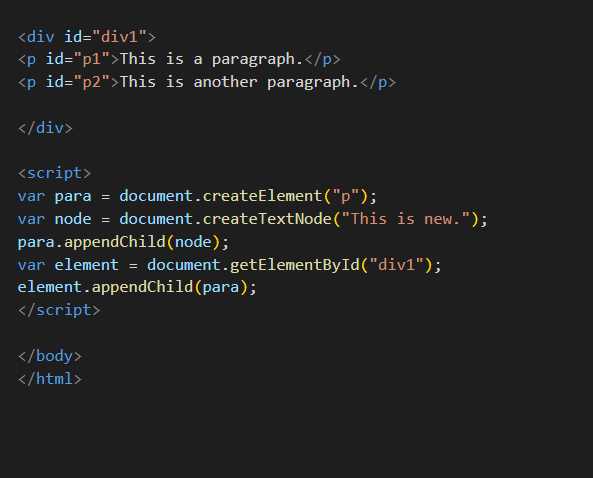 <div id="div1">
<p id="p1">This is a paragraph.</p>
<p id="p2">This is another paragraph.</p>
</div>
<script>
var para = document.createElement("p");
var node = document.createTextNode("This is new.");
para.appendChild(node);
var element = document.getElementById("div1");
element.appendChild(para);
</script>
</body>
</html>